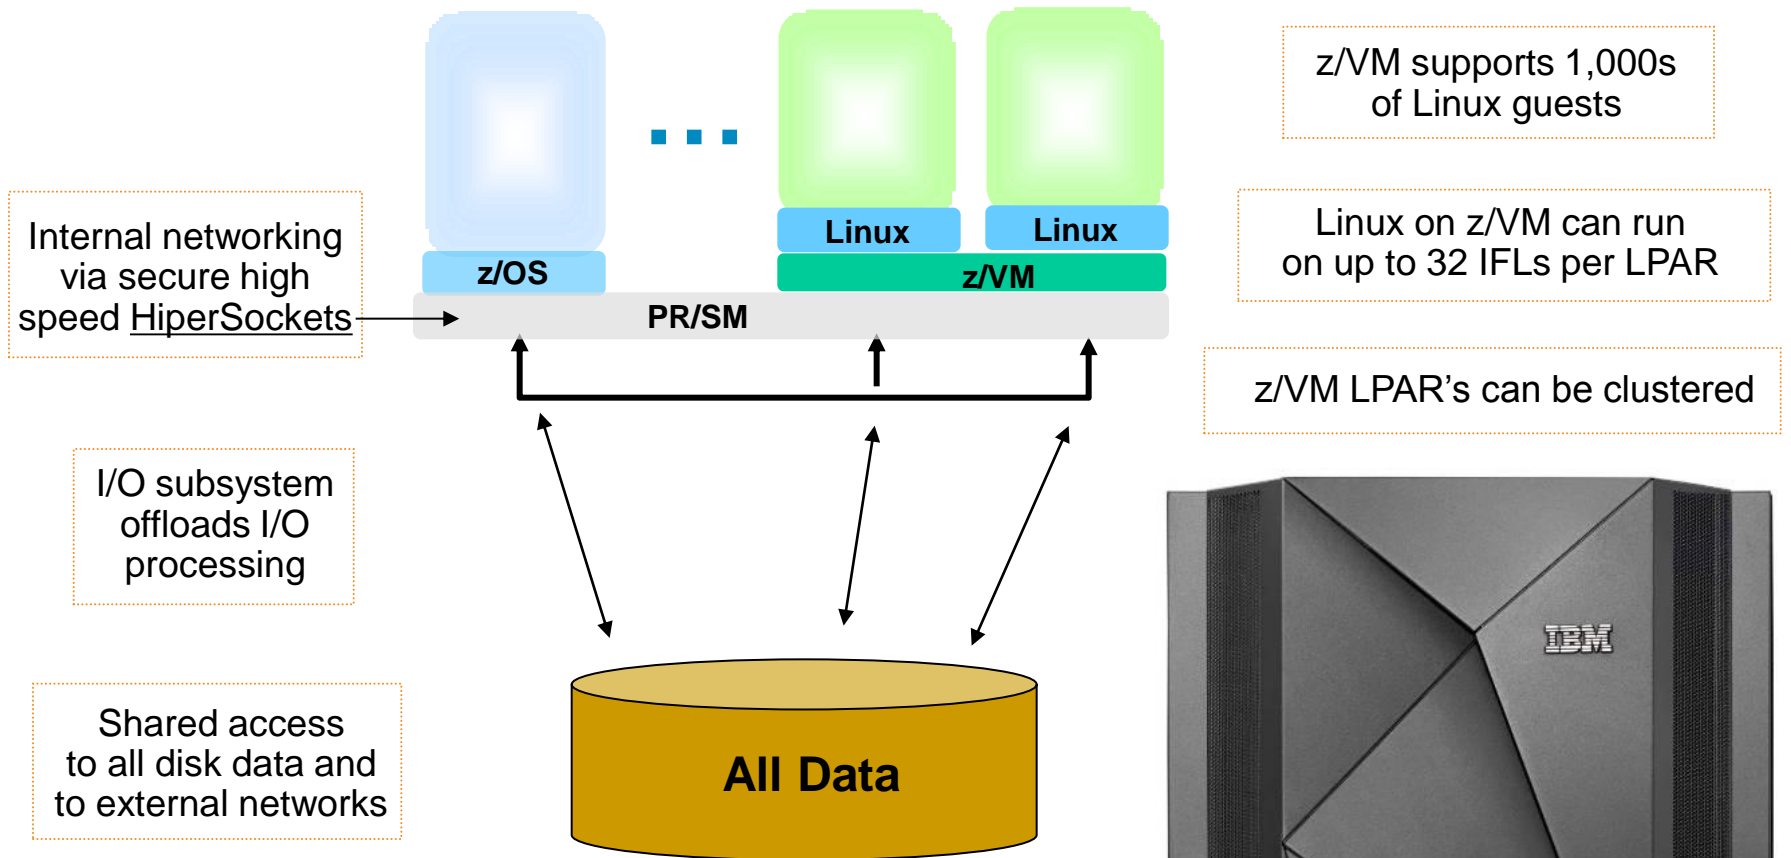 z/VM supports 1,000s
of Linux guests
Internal networking
via secure high
speed HiperSockets
Linux
Linux
z/OS
z/VM
PR/SM
Linux on z/VM can run
on up to 32 IFLs per LPAR
z/VM LPAR’s can be clustered
I/O subsystem
offloads I/O
processing
IBM
Shared access
to all disk data and
to external networks
All Data